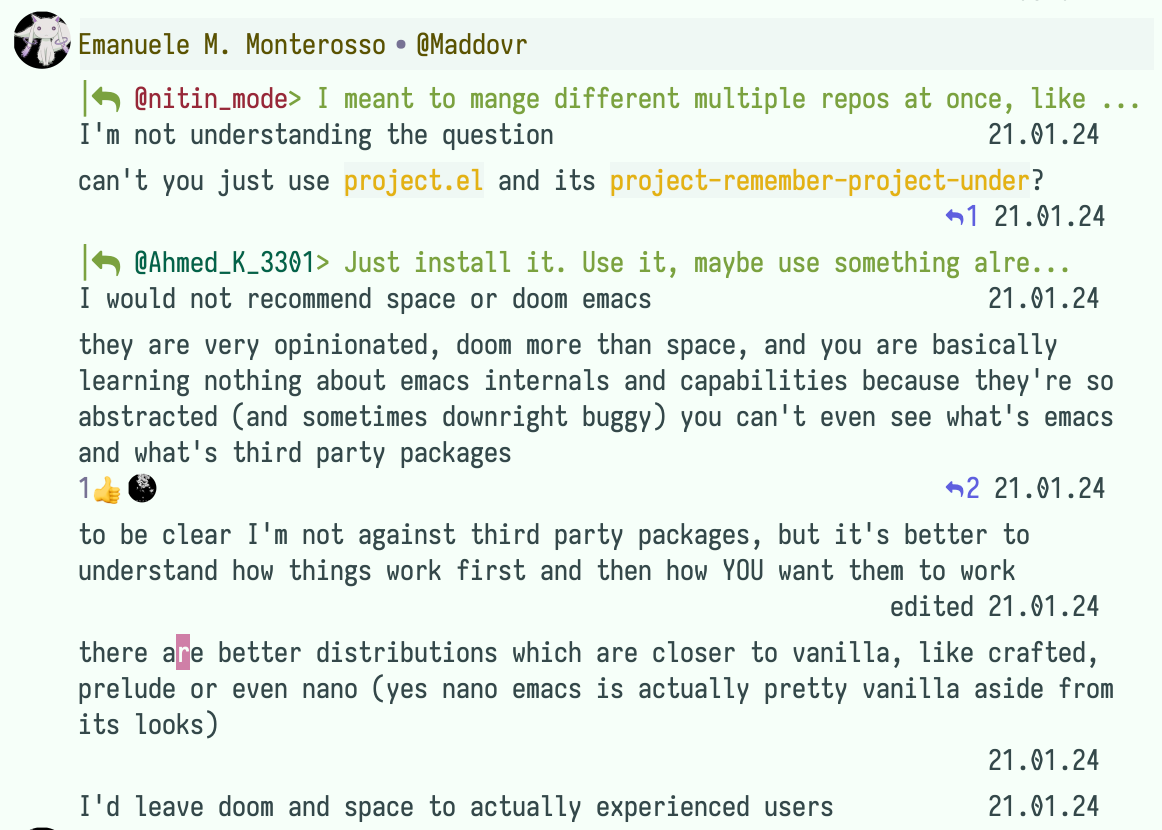 Emanuele M. Monterosso • @Maddovr
@nitin_mode> I meant to mange different multiple repos at once, like ...
I'm not understanding the question 21.01.24
can't you just use project.el and its project-remember-project-under?
1 21.01.24
@Ahmed_K_3301> Just install it. Use it, maybe use something alre...
I would not recommend space or doom emacs 21.01.24
they are very opinionated, doom more than space, and you are basically
learning nothing about emacs internals and capabilities because they're so
abstracted (and sometimes downright buggy) you can't even see what's emacs
and what's third party packages
1👍 2 21.01.24
to be clear I'm not against third party packages, but it's better to
understand how things work first and then how YOU want them to work
edited 21.01.24
there are better distributions which are closer to vanilla, like crafted,
prelude or even nano (yes nano emacs is actually pretty vanilla aside from
its looks)
21.01.24
I'd leave doom and space to actually experienced users 21.01.24